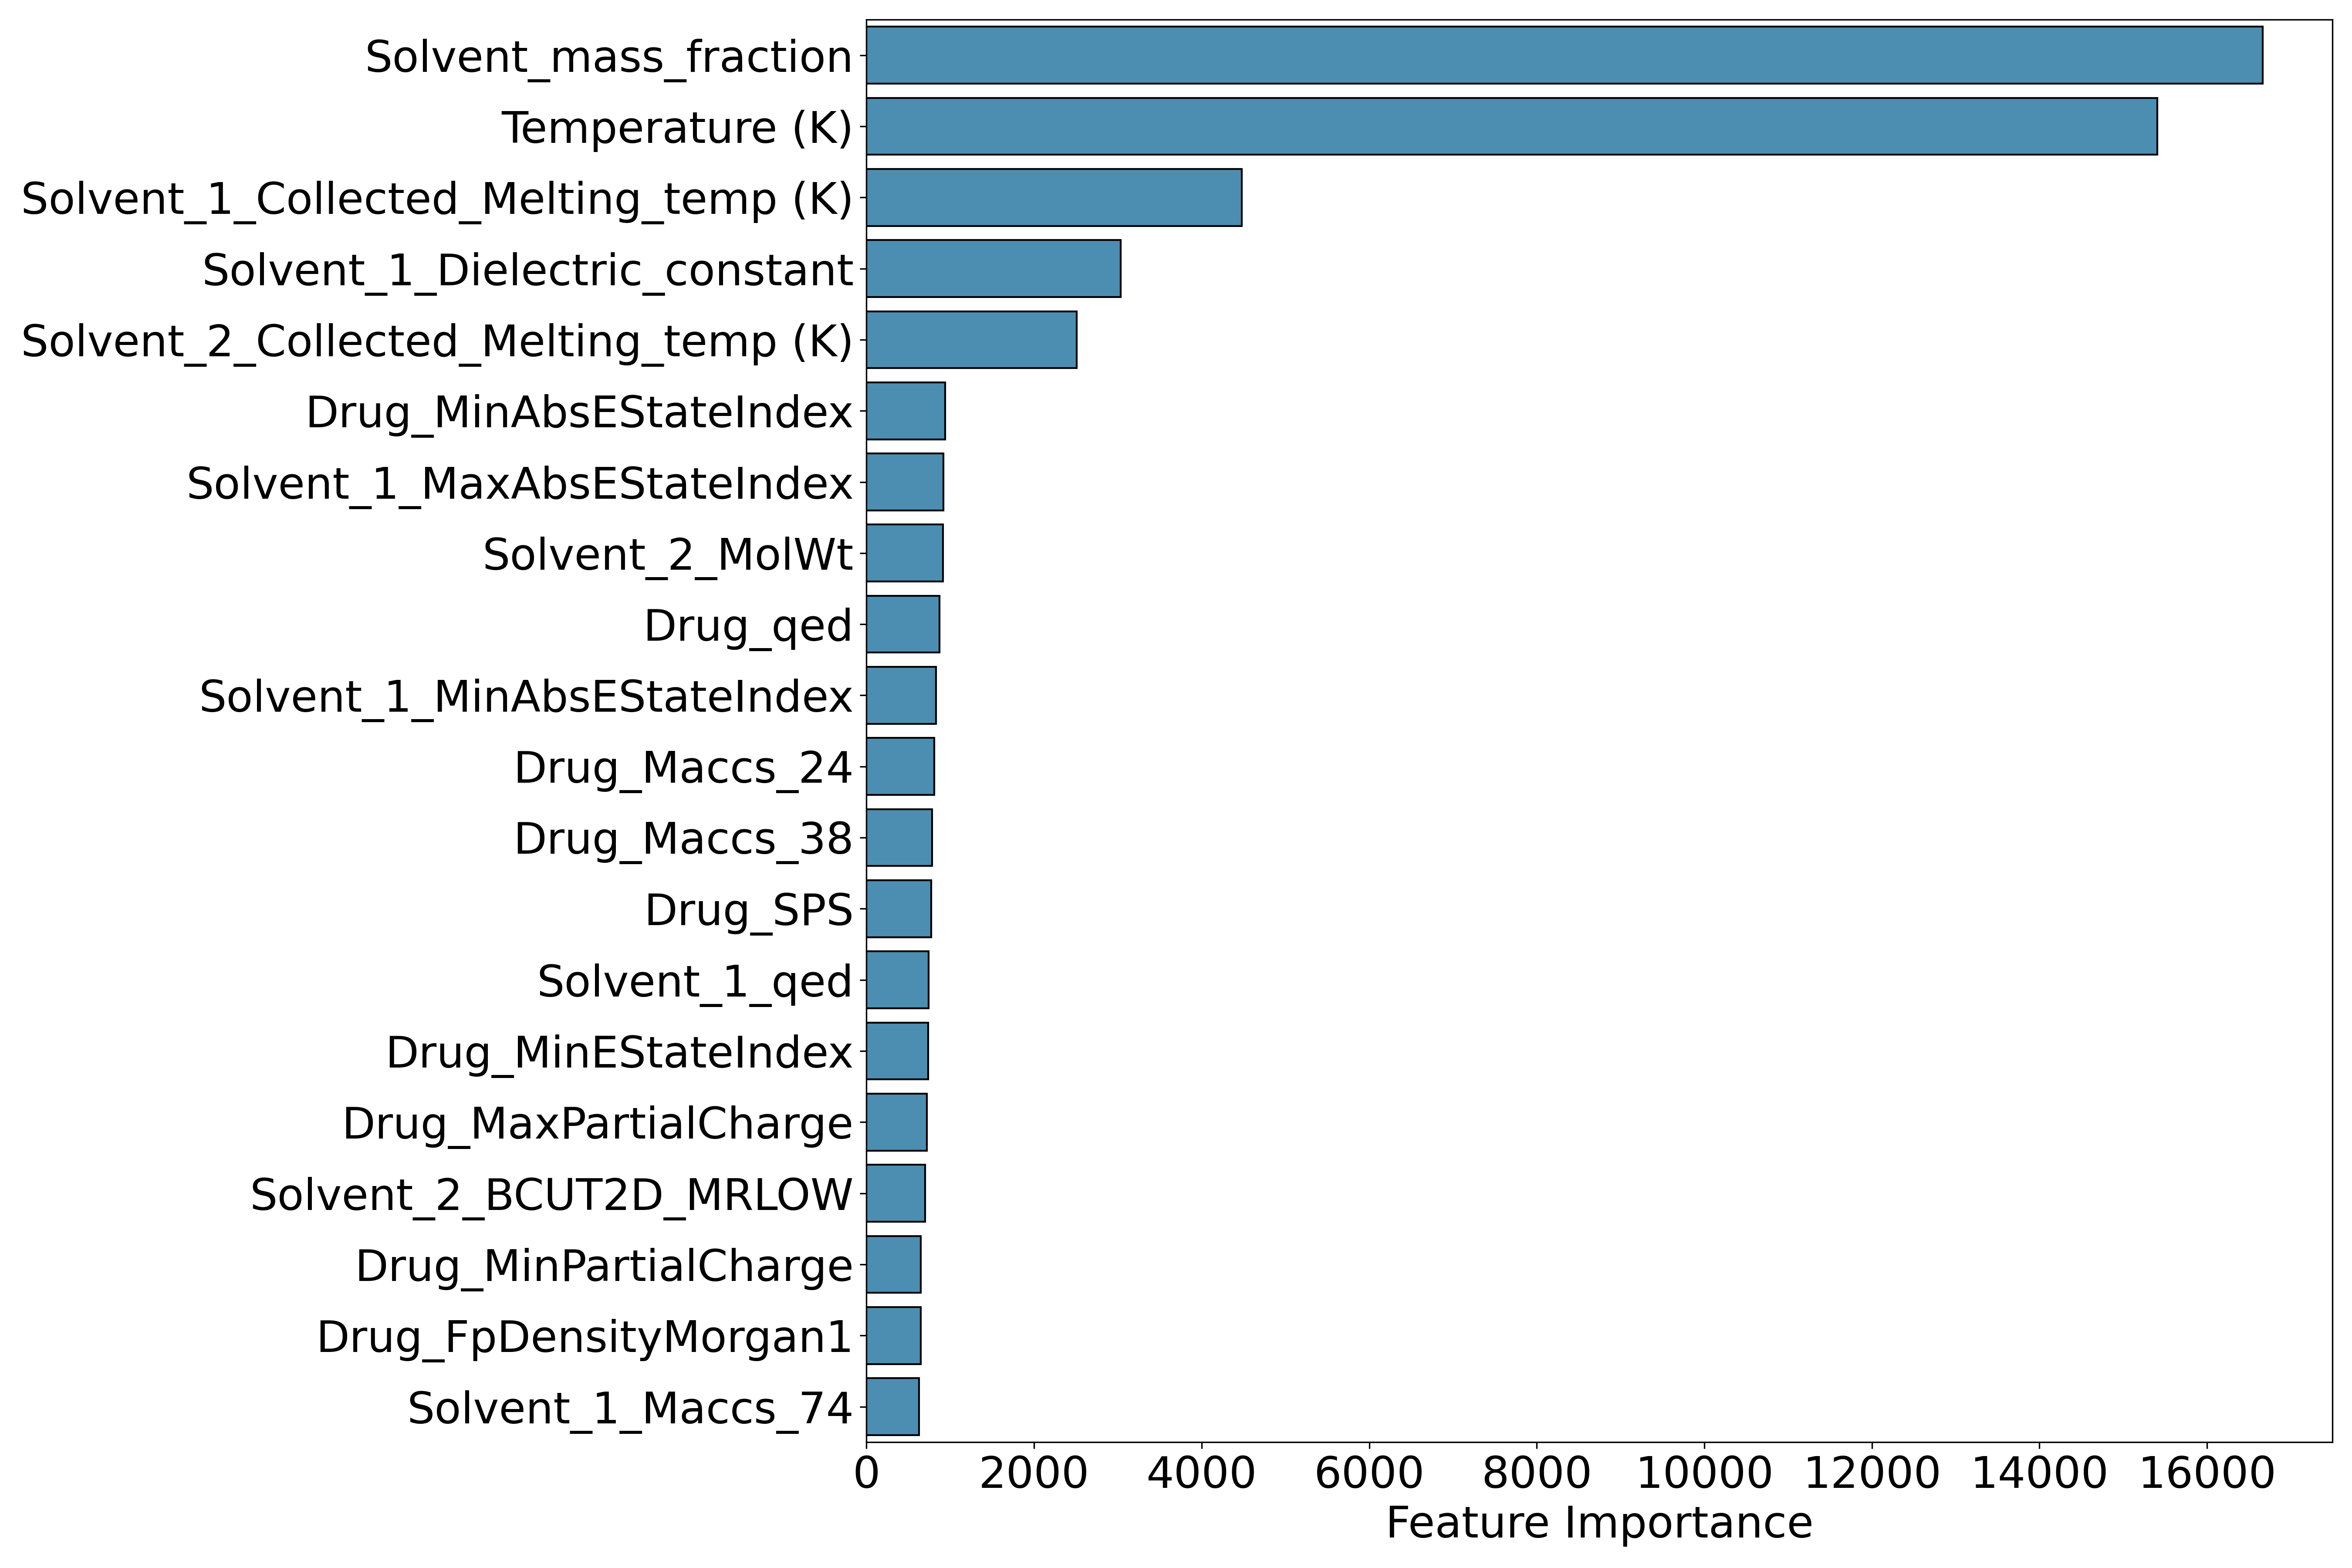 Solvent_mass_fraction
Temperature (K)
Solvent_1_Collected_Melting_temp (K)
Solvent_1_Dielectric_constant
Solvent_2_Collected_Melting_temp (K)
Drug_MinAbsEStateIndex
Solvent_1_MaxAbsEStateIndex
Solvent_2_MolWt
Drug_qed
Solvent_1_MinAbsEStateIndex
Drug_Maccs_24
Drug_Maccs_38
Drug_SPS
Solvent_1_qed
Drug_MinEStateIndex
Drug_MaxPartialCharge
Solvent_2_BCUT2D_MRLOW
Drug_MinPartialCharge
Drug_FpDensityMorgan1
Solvent_1_Maccs_74
0 2000 4000 6000 8000 10000 12000 14000 16000
Feature Importance